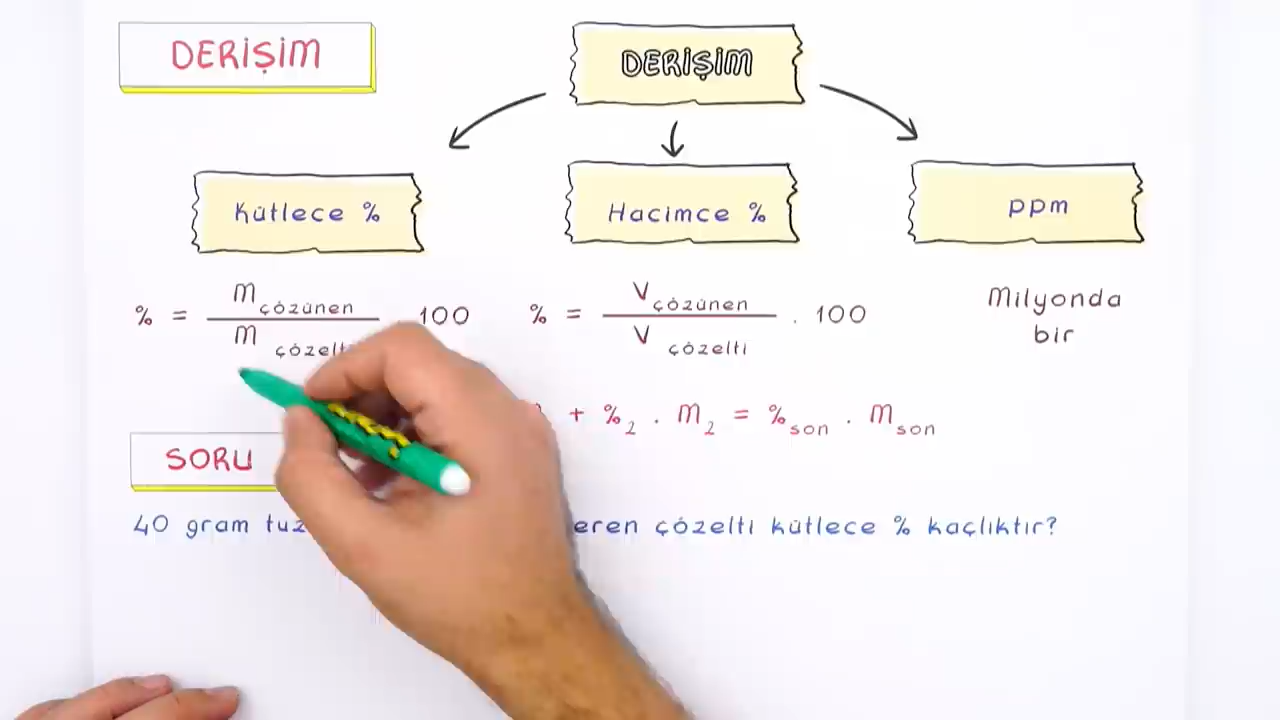 DERİŞİM
DERİŞİM
Kütlece %
Hacimce %
ppm
% = m çözünen / m . 100
% = V çözünen / V çözelti . 100
Milyonda
bir
+ %2 . m2 = %son . mson
SORU
40 gram tuz çözelti kütlece % kaçlıktır?